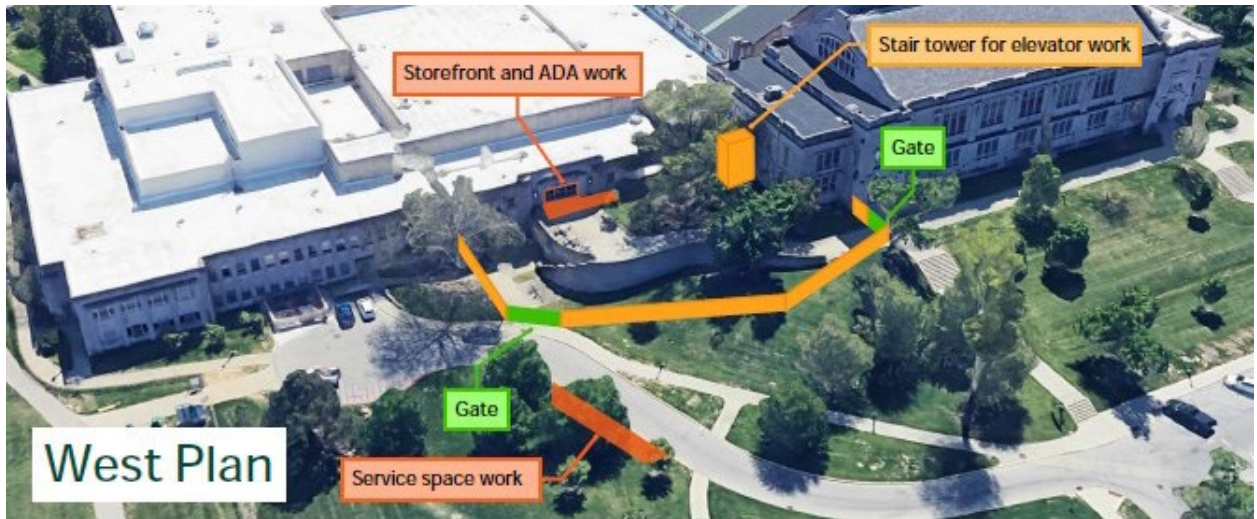 Stair tower for elevator work
Storefront and ADA work
Gate
Gate
West Plan
Service space work